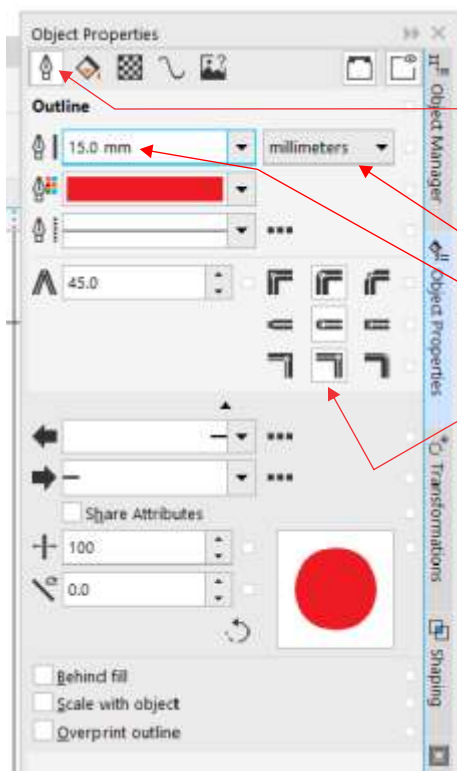 Object Properties
Outline
15.0 mm
millimeters
45.0
Share Attributes
100
0.0
Behind fill
Scale with object
Overprint outline
Object Manager
Object Properties
Transformations
Shaping